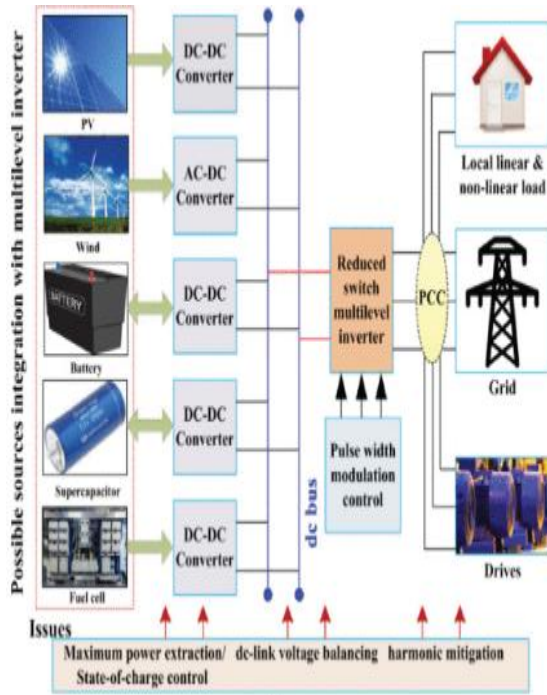 Possible sources integration with multilevel inverter
PV
DC-DC
Converter
Wind
AC-DC
Converter
BATTERY
Battery
DC-DC
Converter
Supercapacitor
DC-DC
Converter
Fuel cell
DC-DC
Converter
dc bus
Reduced
switch
multilevel
inverter
Pulse width
modulation
control
PCC
Local linear &
non-linear load
Grid
Drives
Issues
Maximum power extraction/
State-of-charge control
dc-link voltage balancing
harmonic mitigation